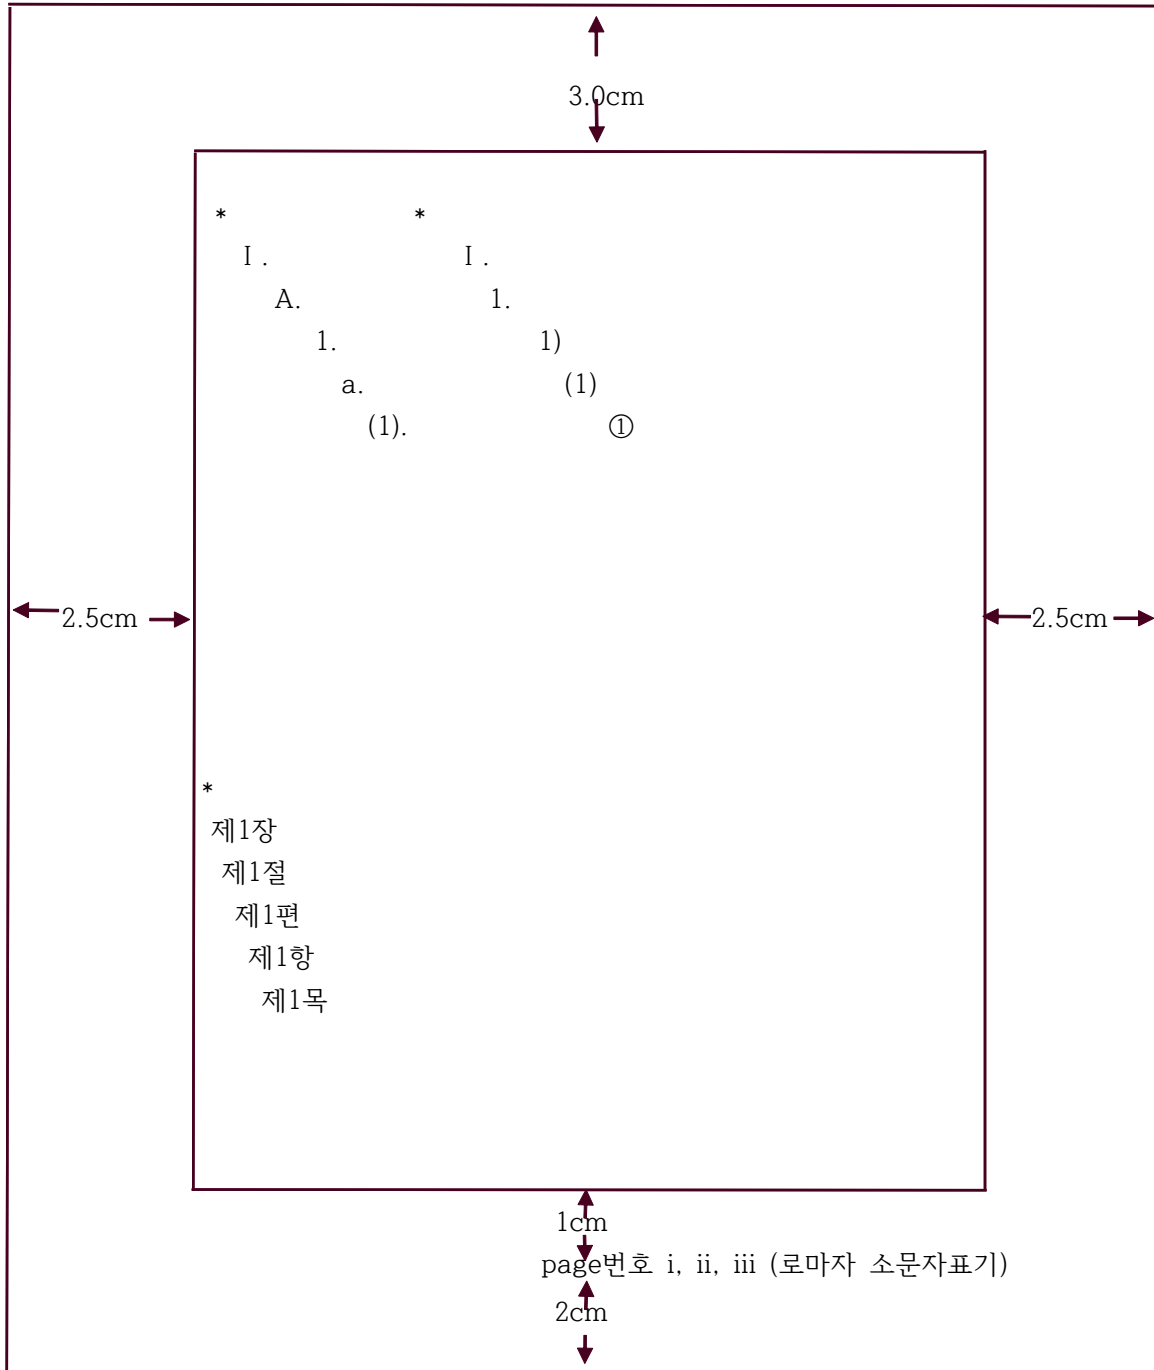 3.0cm
* *
Ⅰ. Ⅰ.
A. 1.
1. 1)
a. (1)
(1). ①
2.5cm 2.5cm
*
제1장
제1절
제1편
제1항
제1목
1cm
page번호 i, ii, iii (로마자 소문자표기)
2cm